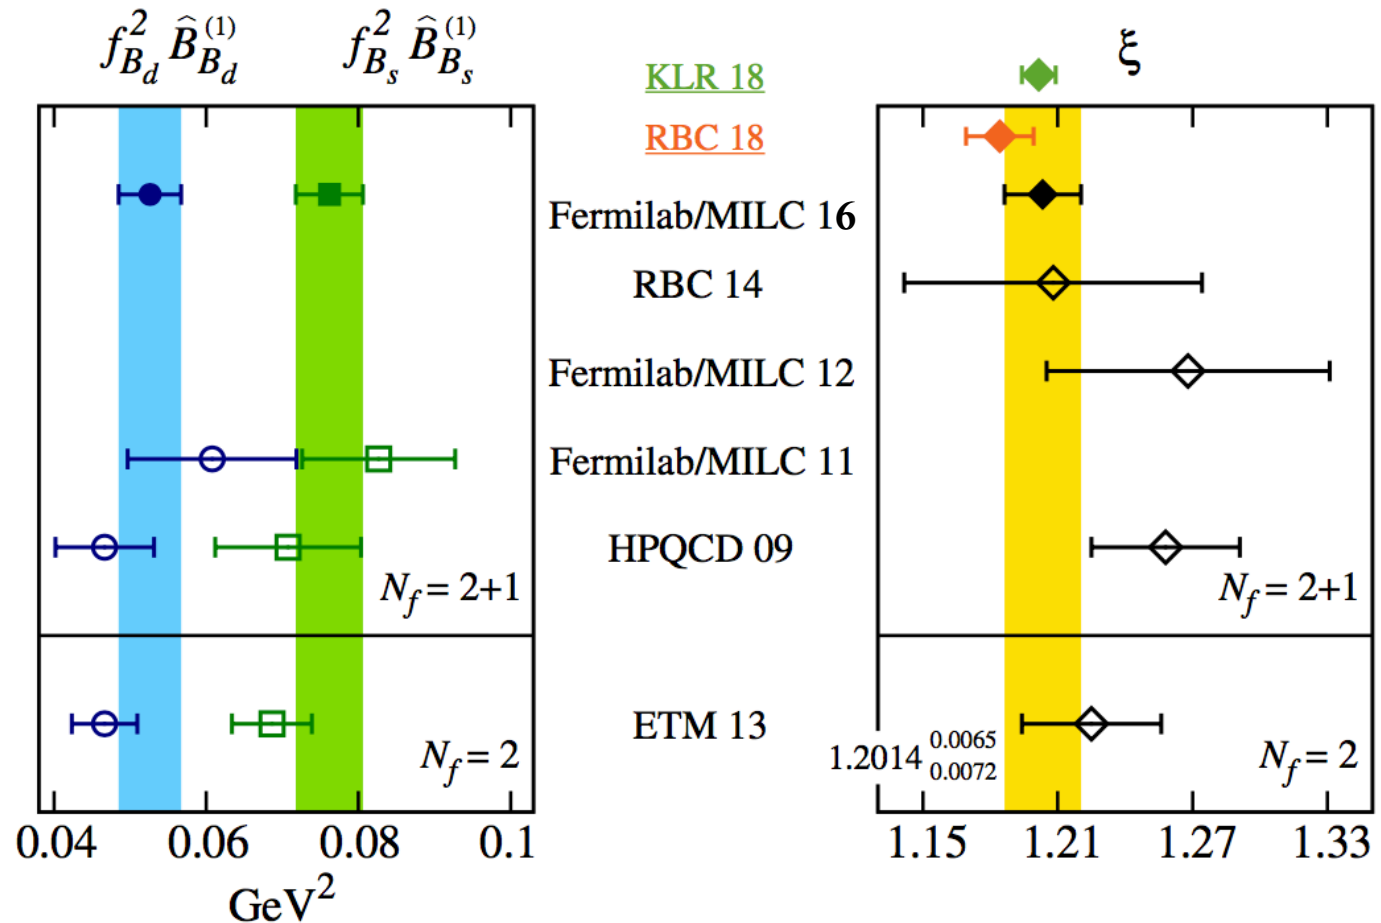 f²_{B_d} B̂^{(1)}_{B_d} f²_{B_s} B̂^{(1)}_{B_s}
ξ
KLR 18
RBC 18
Fermilab/MILC 16
RBC 14
Fermilab/MILC 12
Fermilab/MILC 11
HPQCD 09
N_f = 2+1
N_f = 2+1
ETM 13
N_f = 2
1.2014 0.0065
0.0072
N_f = 2
0.04 0.06 0.08 0.1
1.15 1.21 1.27 1.33
GeV²